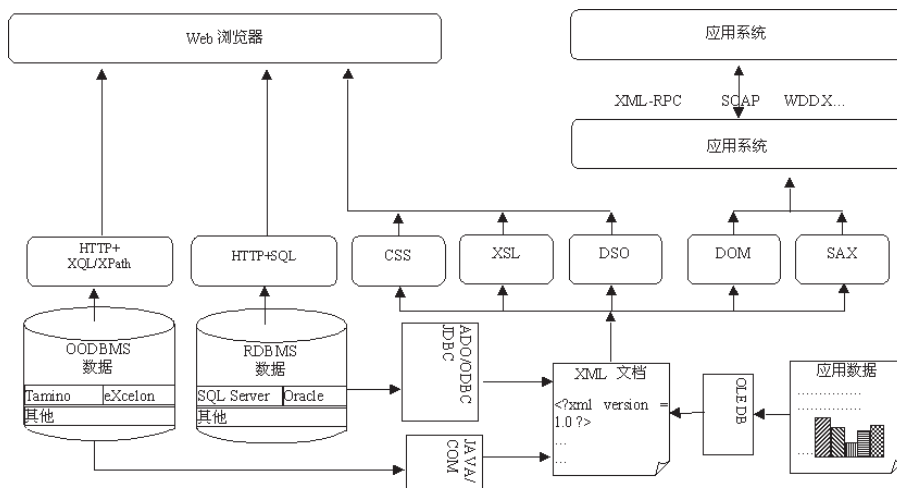 Web 浏览器
应用系统
XML-RPC SOAP WDDX...
应用系统
HTTP+
XQL/XPath
HTTP+SQL
CSS
XSL
DSO
DOM
SAX
OODBMS
数据
Tamino eXcelon
其他
RDBMS
数据
SQL Server Oracle
其他
ADO/ODBC
JDBC
JAVA/
COM
XML 文档
<?xml version =
1.0 ?>
...
...
OLEDB
应用数据
...................
...................
....